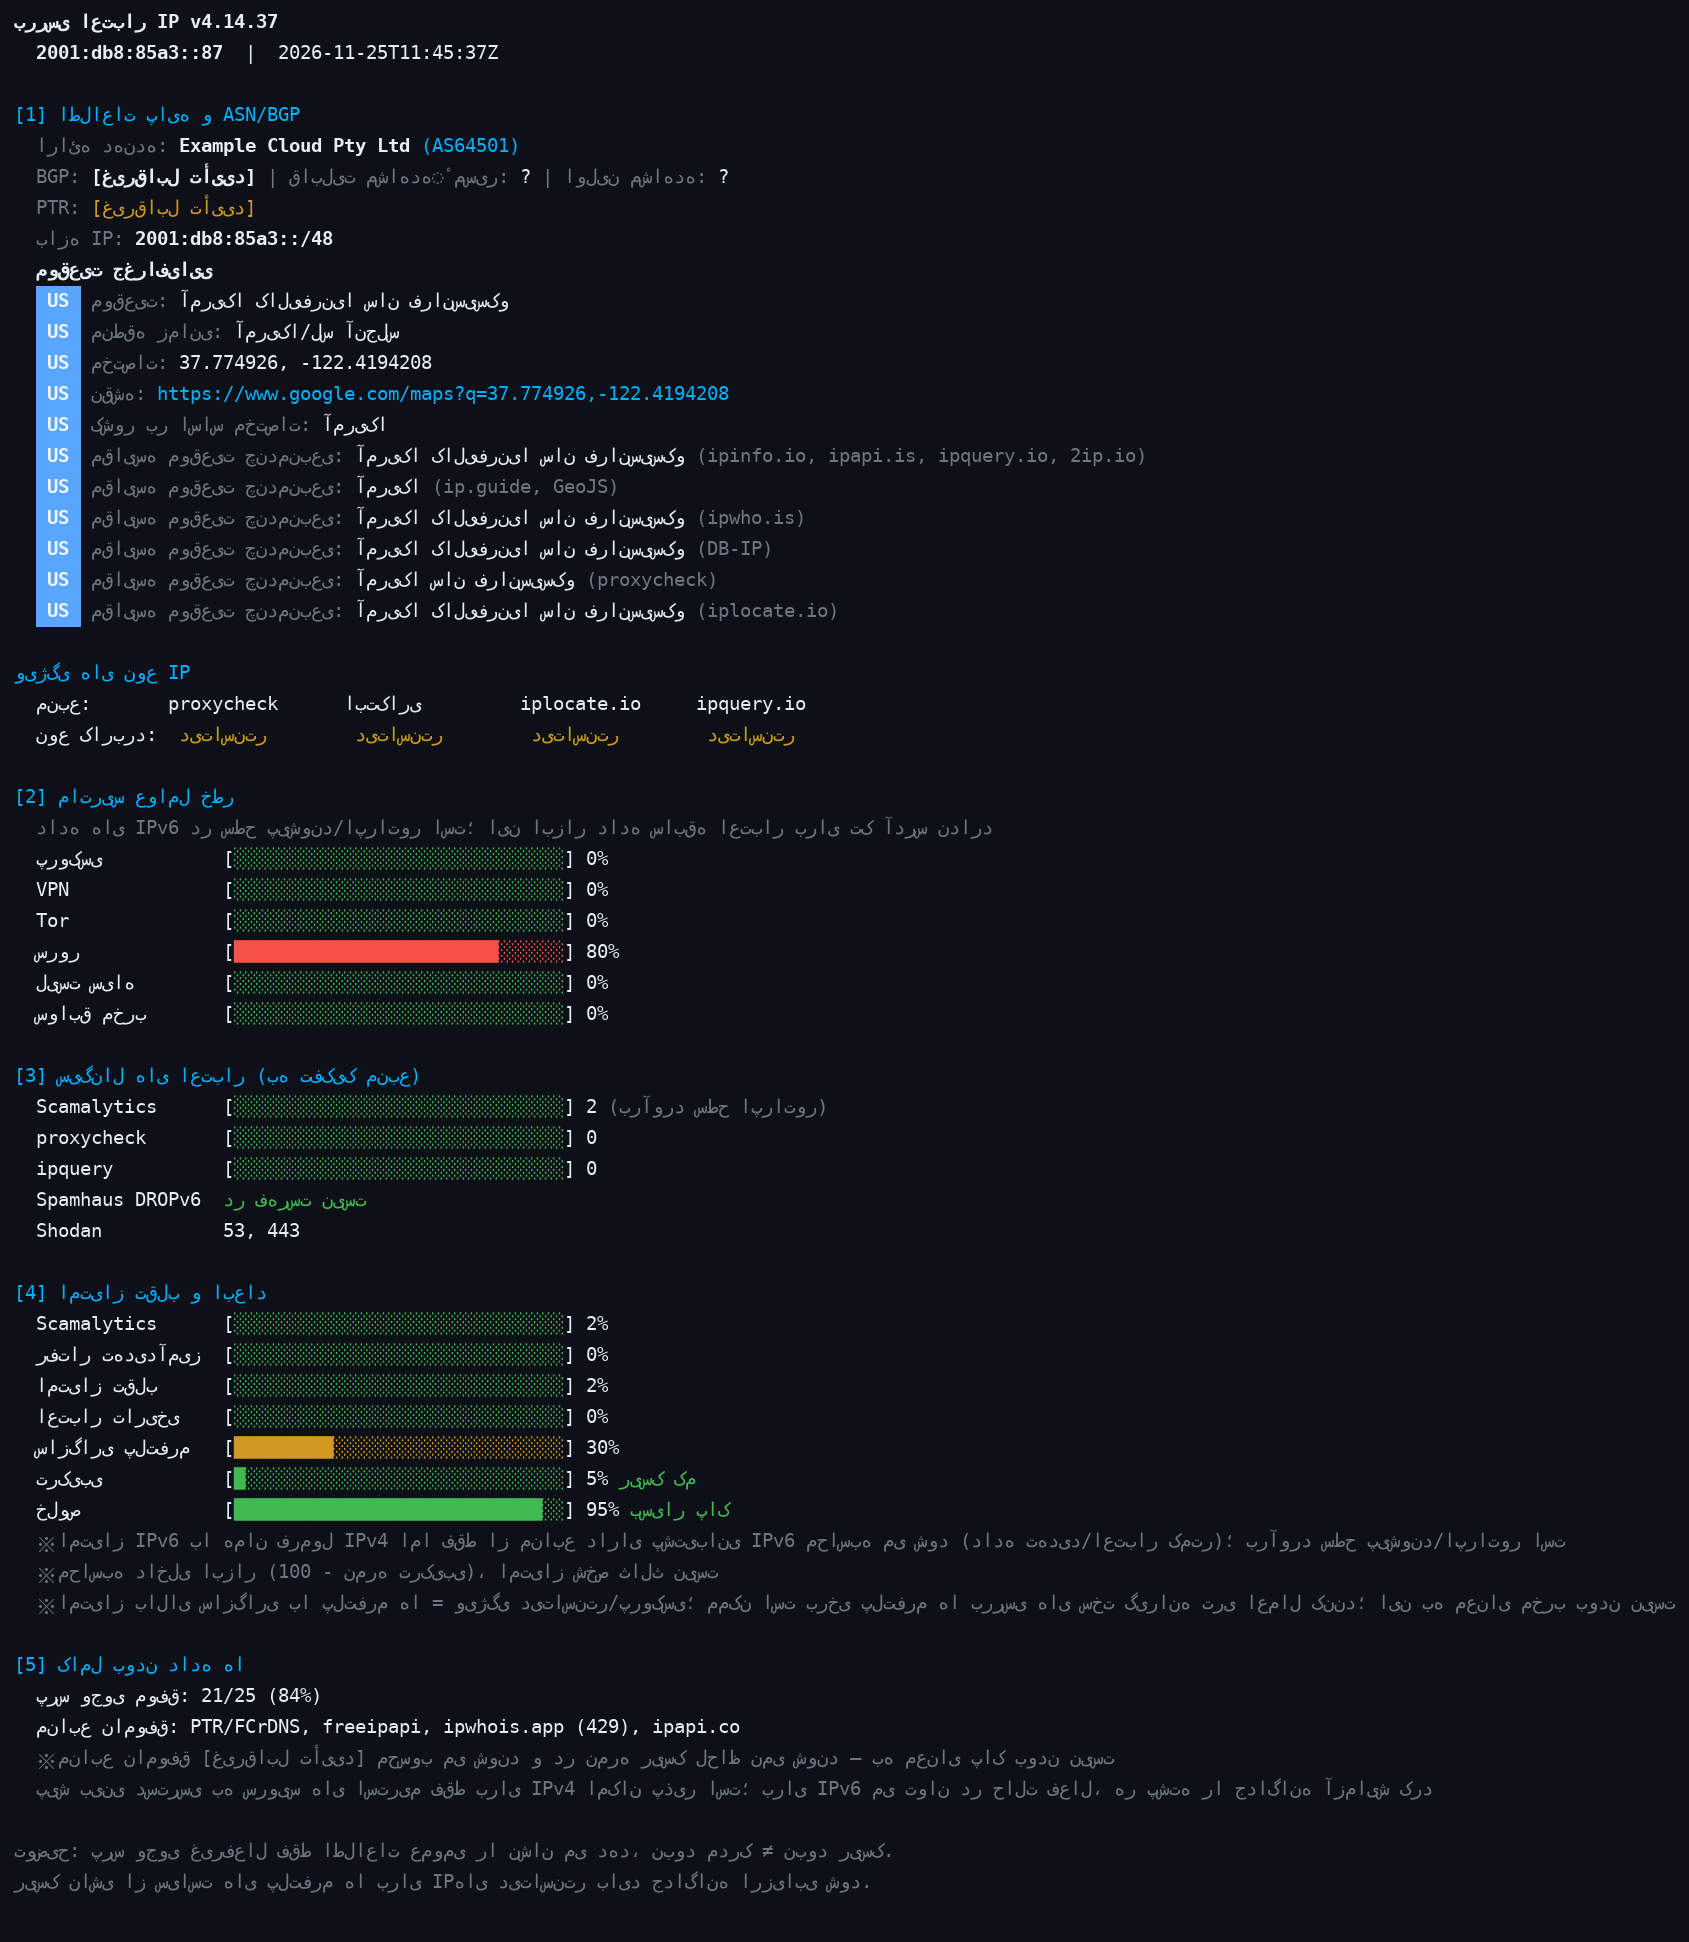 بررسی اعتبار IP v4.14.37
2001:db8:85a3::87 | 2026-11-25T11:45:37Z
[1] اطلاعات پایه و ASN/BGP
ارائه دهنده: Example Cloud Pty Ltd (AS64501)
BGP: [غیرقابل تأیید] | قابلیت مشاهدهٔ مسیر: ? | اولین مشاهده: ?
PTR: [غیرقابل تأیید]
بازه IP: 2001:db8:85a3::/48
موقعیت جغرافیایی
US موقعیت: آمریکا کالیفرنیا سان فرانسیسکو
US منطقه زمانی: آمریکا/لس آنجلس
US مختصات: 37.774926, -122.4194208
US نقشه: https://www.google.com/maps?q=37.774926,-122.4194208
US کشور بر اساس مختصات: آمریکا
US مقایسه موقعیت چندمنبعی: آمریکا کالیفرنیا سان فرانسیسکو (ipinfo.io, ipapi.is, ipquery.io, 2ip.io)
US مقایسه موقعیت چندمنبعی: آمریکا (ip.guide, GeoJS)
US مقایسه موقعیت چندمنبعی: آمریکا کالیفرنیا سان فرانسیسکو (ipwho.is)
US مقایسه موقعیت چندمنبعی: آمریکا کالیفرنیا سان فرانسیسکو (DB-IP)
US مقایسه موقعیت چندمنبعی: آمریکا سان فرانسیسکو (proxycheck)
US مقایسه موقعیت چندمنبعی: آمریکا کالیفرنیا سان فرانسیسکو (iplocate.io)
ویژگی های نوع IP
منبع: proxycheck ابتکاری iplocate.io ipquery.io
نوع کاربرد: دیتاسنتر دیتاسنتر دیتاسنتر دیتاسنتر
[2] ماتریس عوامل خطر
داده های IPv6 در سطح پیشوند/اپراتور است؛ این ابزار داده سابقه اعتبار برای تک آدرس ندارد
پروکسی [░░░░░░░░░░░░░░░░░░░░░░░░░░░░░░] 0%
VPN [░░░░░░░░░░░░░░░░░░░░░░░░░░░░░░] 0%
Tor [░░░░░░░░░░░░░░░░░░░░░░░░░░░░░░] 0%
سرور [████████████████████████░░░░░░] 80%
لیست سیاه [░░░░░░░░░░░░░░░░░░░░░░░░░░░░░░] 0%
سوابق مخرب [░░░░░░░░░░░░░░░░░░░░░░░░░░░░░░] 0%
[3] سیگنال های اعتبار (به تفکیک منبع)
Scamalytics [░░░░░░░░░░░░░░░░░░░░░░░░░░░░░░] 2 (برآورد سطح اپراتور)
proxycheck [░░░░░░░░░░░░░░░░░░░░░░░░░░░░░░] 0
ipquery [░░░░░░░░░░░░░░░░░░░░░░░░░░░░░░] 0
Spamhaus DROPv6 در فهرست نیست
Shodan 53, 443
[4] امتیاز تقلب و ابعاد
Scamalytics [░░░░░░░░░░░░░░░░░░░░░░░░░░░░░░] 2%
رفتار تهدیدآمیز [░░░░░░░░░░░░░░░░░░░░░░░░░░░░░░] 0%
امتیاز تقلب [░░░░░░░░░░░░░░░░░░░░░░░░░░░░░░] 2%
اعتبار تاریخی [░░░░░░░░░░░░░░░░░░░░░░░░░░░░░░] 0%
سازگاری پلتفرم [█████████░░░░░░░░░░░░░░░░░░░░░] 30%
ترکیبی [█░░░░░░░░░░░░░░░░░░░░░░░░░░░░░] 5% ریسک کم
خلوص [████████████████████████████░░] 95% بسیار پاک
※ امتیاز IPv6 با همان فرمول IPv4 اما فقط از منابع دارای پشتیبانی IPv6 محاسبه می شود (داده تهدید/اعتبار کمتر)؛ برآورد سطح پیشوند/اپراتور است
※ محاسبه داخلی ابزار (100 - نمره ترکیبی)، امتیاز شخص ثالث نیست
※ امتیاز بالای سازگاری با پلتفرم ها = ویژگی دیتاسنتر/پروکسی؛ ممکن است برخی پلتفرم ها بررسی های سخت گیرانه تری اعمال کنند؛ این به معنای مخرب بودن نیست
[5] کامل بودن داده ها
پرس وجوی موفق: 21/25 (84%)
منابع ناموفق: PTR/FCrDNS, freeipapi, ipwhois.app (429), ipapi.co
※ منابع ناموفق [غیرقابل تأیید] محسوب می شوند و در نمره ریسک لحاظ نمی شوند — به معنای پاک بودن نیست
پیش بینی دسترسی به سرویس های استریم فقط برای IPv4 امکان پذیر است؛ برای IPv6 می توان در حالت فعال، هر پشته را جداگانه آزمایش کرد
توضیح: پرس وجوی غیرفعال فقط اطلاعات عمومی را نشان می دهد، نبود مدرک ≠ نبود ریسک.
ریسک ناشی از سیاست های پلتفرم ها برای IPهای دیتاسنتر باید جداگانه ارزیابی شود.